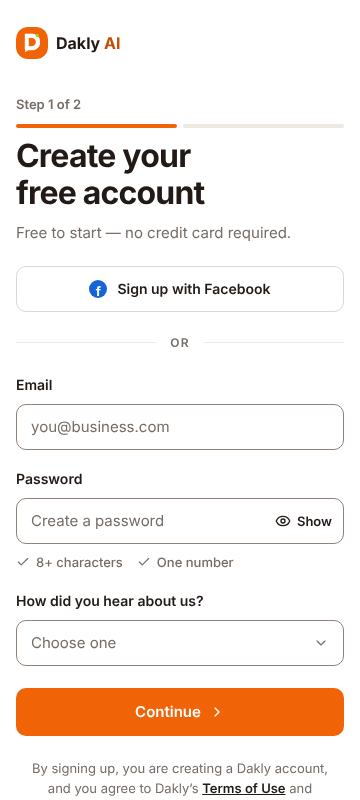 Dakly AI
Step 1 of 2
Create your
free account
Free to start — no credit card required.
Sign up with Facebook
OR
Email
you@business.com
Password
Create a password
Show
8+ characters
One number
How did you hear about us?
Choose one
Continue
By signing up, you are creating a Dakly account,
and you agree to Dakly’s Terms of Use and